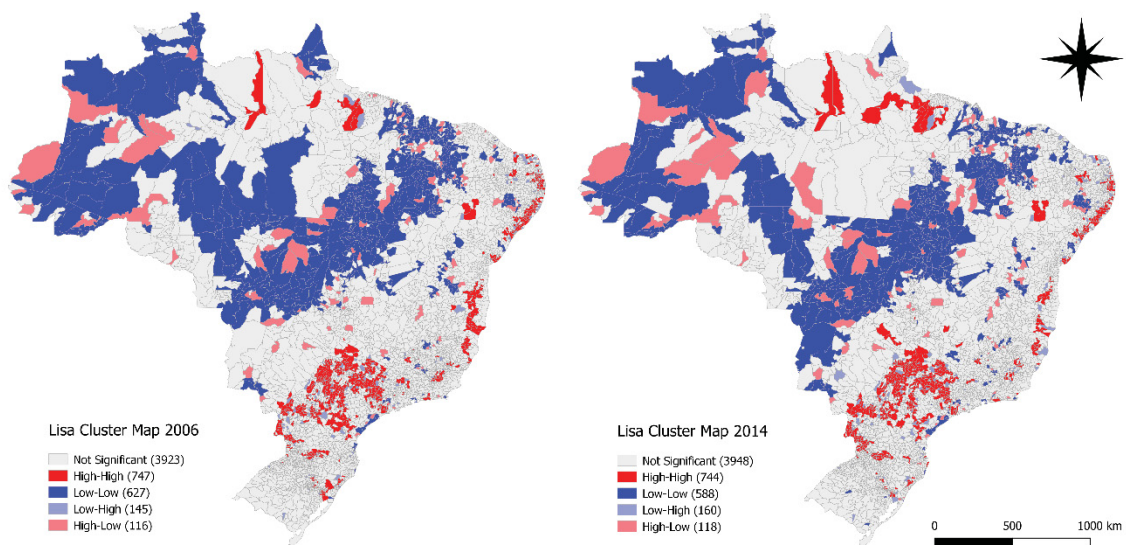 Lisa Cluster Map 2006
Not Significant (3923)
High-High (747)
Low-Low (627)
Low-High (145)
High-Low (116)
Lisa Cluster Map 2014
Not Significant (3948)
High-High (744)
Low-Low (588)
Low-High (160)
High-Low (118)
0 500 1000 km